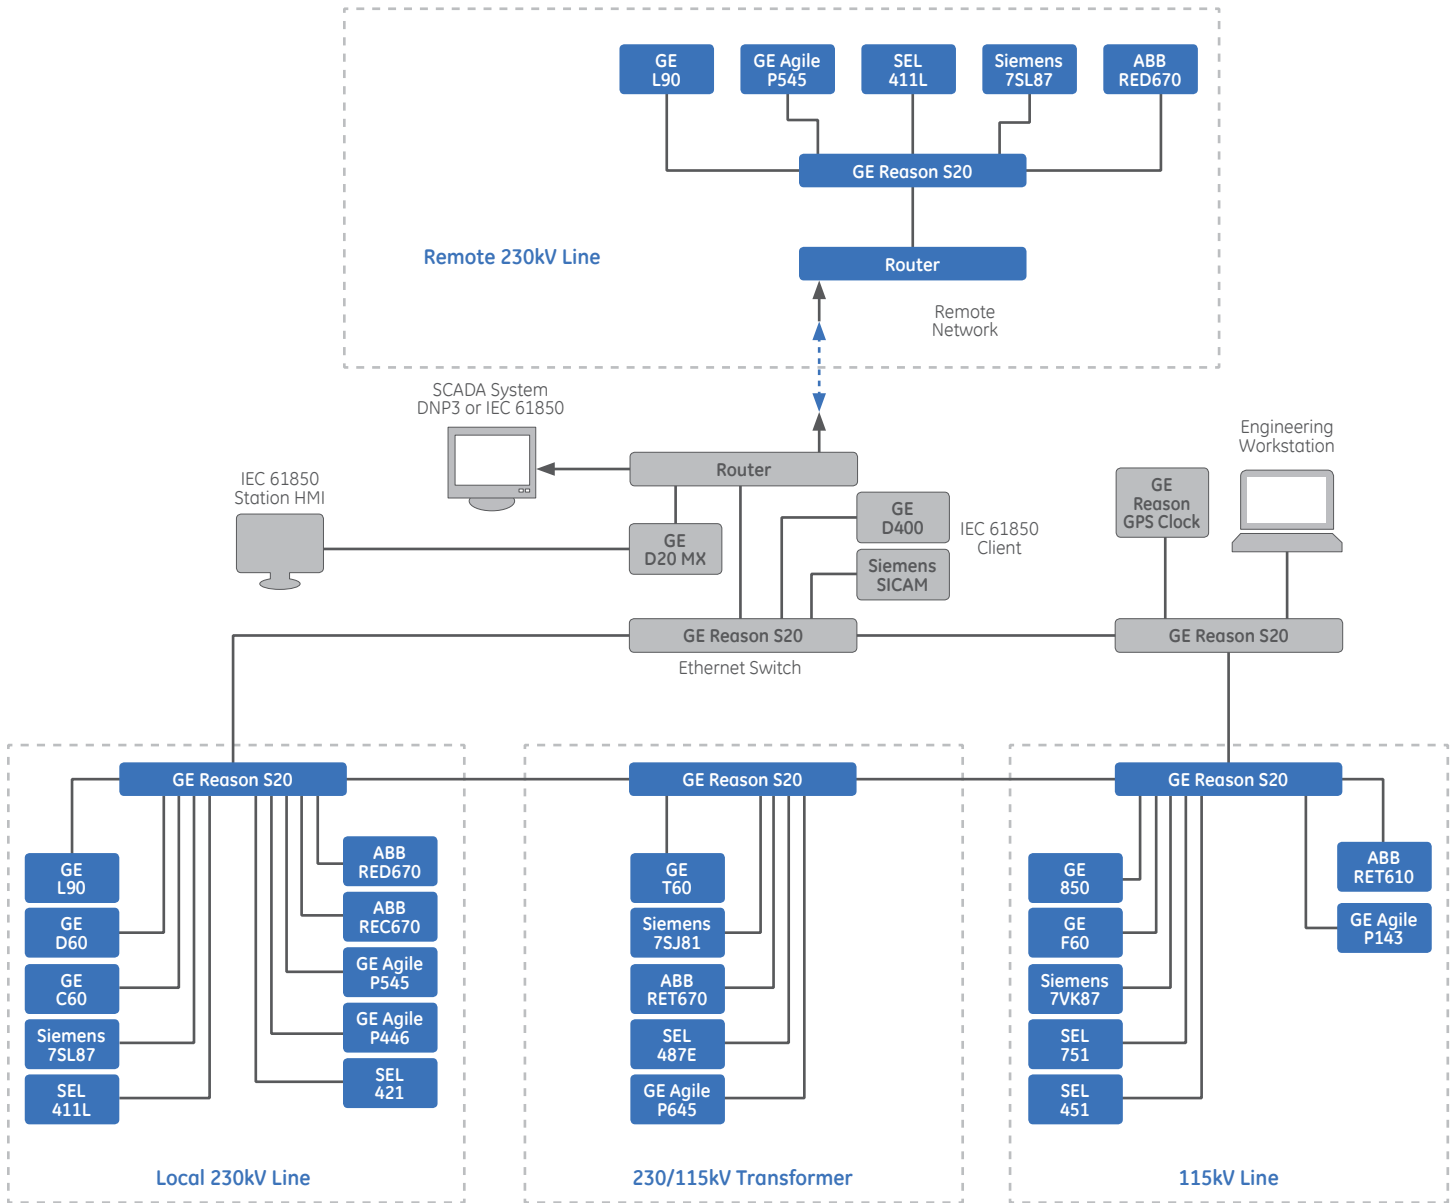 GE
L90
GE Agile
P545
SEL
411L
Siemens
7SL87
ABB
RED670
GE Reason S20
Remote 230kV Line
Router
Remote
Network
SCADA System
DNP3 or IEC 61850
Engineering
Workstation
Router
IEC 61850
Station HMI
GE
D20 MX
GE
D400
IEC 61850
Client
Siemens
SICAM
GE
Reason
GPS Clock
GE Reason S20
Ethernet Switch
GE Reason S20
GE Reason S20
GE
L90
GE
D60
GE
C60
Siemens
7SL87
SEL
411L
ABB
RED670
ABB
REC670
GE Agile
P545
GE Agile
P446
SEL
421
Local 230kV Line
GE Reason S20
GE
T60
Siemens
7SJ81
ABB
RET670
SEL
487E
GE Agile
P645
230/115kV Transformer
GE Reason S20
GE
850
GE
F60
Siemens
7VK87
SEL
751
SEL
451
ABB
RET610
GE Agile
P143
115kV Line